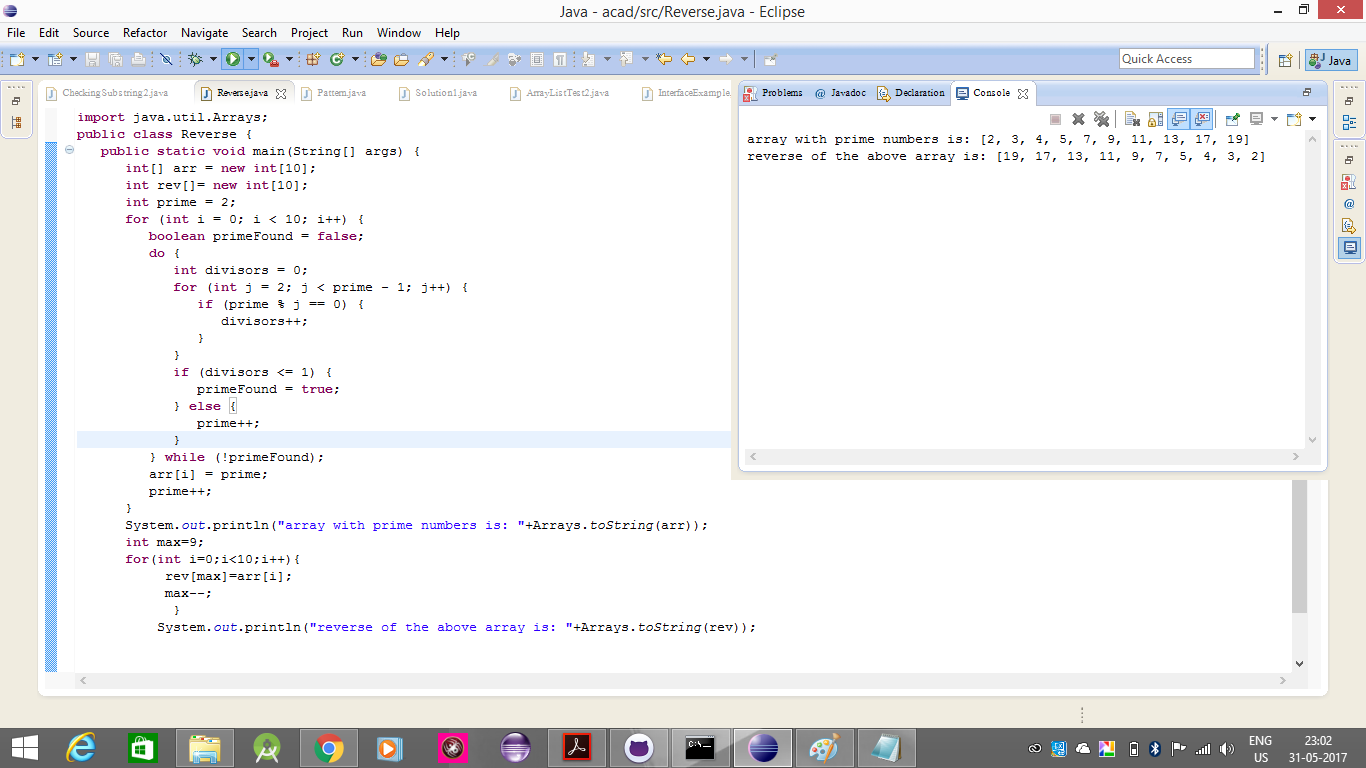 Java - acad/src/Reverse.java - Eclipse
File Edit Source Refactor Navigate Search Project Run Window Help
Quick Access
Java
CheckingSubstring2.java Reverse.java Pattern.java Solution1.java ArrayListTest2.java InterfaceExample.
Problems @ Javadoc Declaration Console
import java.util.Arrays;
public class Reverse {
public static void main(String[] args) {
int[] arr = new int[10];
int rev[]= new int[10];
int prime = 2;
for (int i = 0; i < 10; i++) {
boolean primeFound = false;
do {
int divisors = 0;
for (int j = 2; j < prime - 1; j++) {
if (prime % j == 0) {
divisors++;
}
}
if (divisors <= 1) {
primeFound = true;
} else {
prime++;
}
} while (!primeFound);
arr[i] = prime;
prime++;
}
System.out.println("array with prime numbers is: "+Arrays.toString(arr));
int max=9;
for(int i=0;i<10;i++){
rev[max]=arr[i];
max--;
}
System.out.println("reverse of the above array is: "+Arrays.toString(rev));
array with prime numbers is: [2, 3, 4, 5, 7, 9, 11, 13, 17, 19]
reverse of the above array is: [19, 17, 13, 11, 9, 7, 5, 4, 3, 2]
C:\_
ENG
US
23:02
31-05-2017